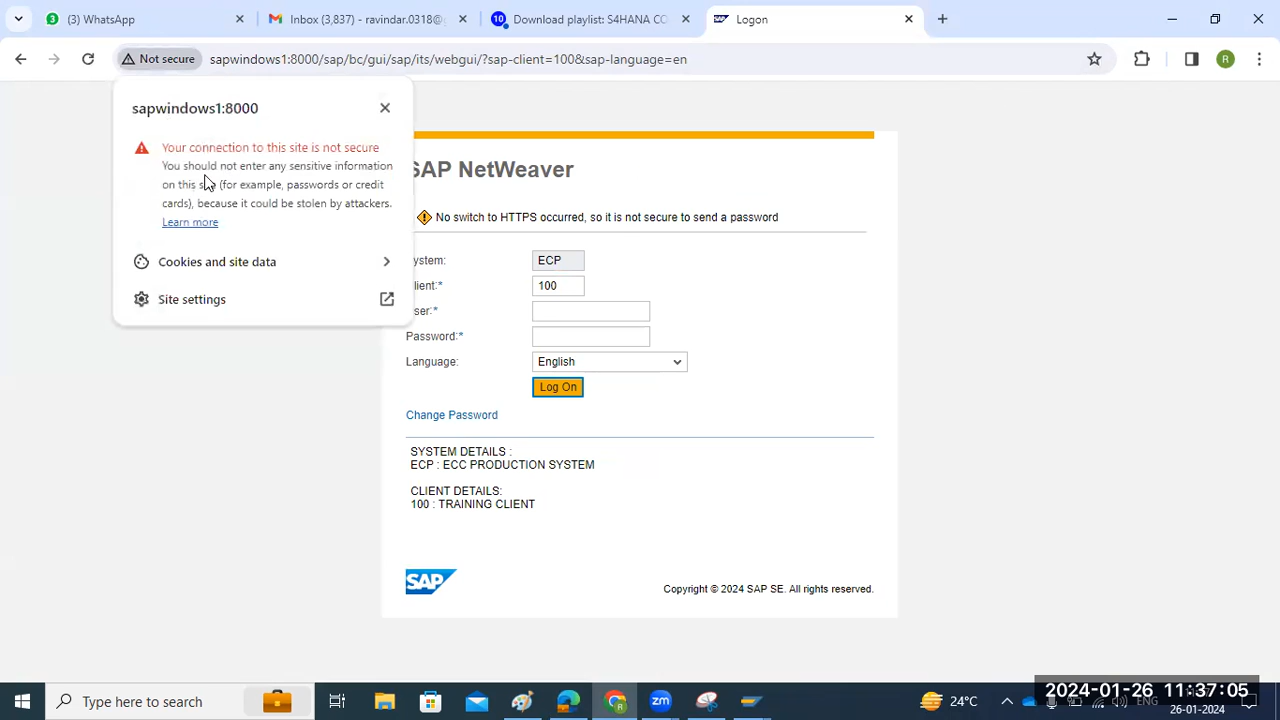 (3) WhatsApp
Inbox (3,837) - ravindar.0318@g
Download playlist: S4HANA CO
Logon
Not secure
sapwindows1:8000/sap/bc/gui/sap/its/webgui/?sap-client=100&sap-language=en
R
sapwindows1:8000
Your connection to this site is not secure
You should not enter any sensitive information
on this (for example, passwords or credit
cards), because it could be stolen by attackers.
Learn more
Cookies and site data
Site settings
SAP NetWeaver
No switch to HTTPS occurred, so it is not secure to send a password
ystem: ECP
lient:* 100
ser:*
Password:*
Language: English
Log On
Change Password
SYSTEM DETAILS :
ECP : ECC PRODUCTION SYSTEM
CLIENT DETAILS:
100 : TRAINING CLIENT
SAP
Copyright © 2024 SAP SE. All rights reserved.
Type here to search
zm
24°C
ENG
2024-01-26 11:37:05
26-01-2024